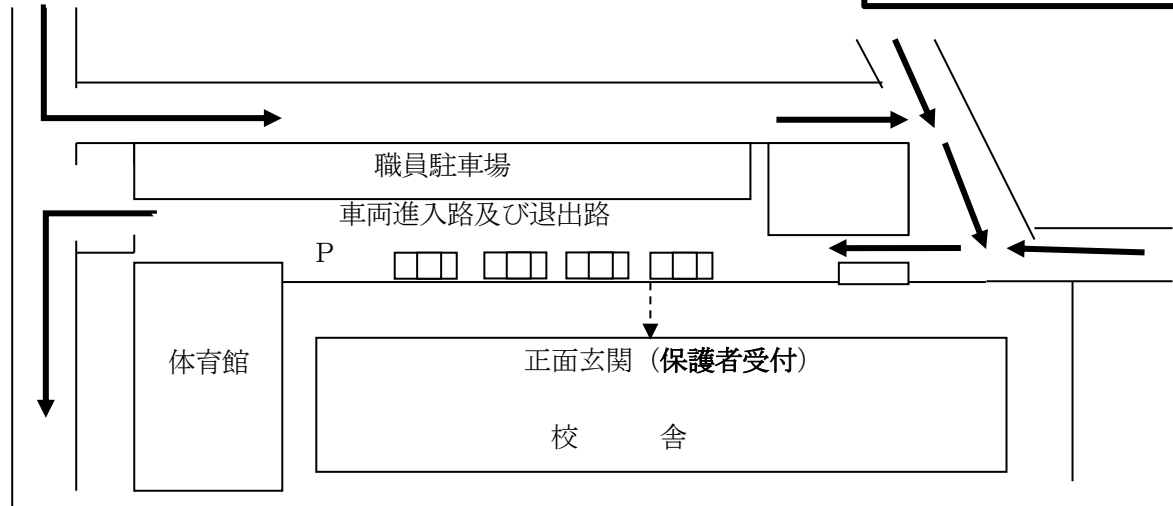 職員駐車場
車両進入路及び退出路
P
体育館
正面玄関（保護者受付）
校　　舎